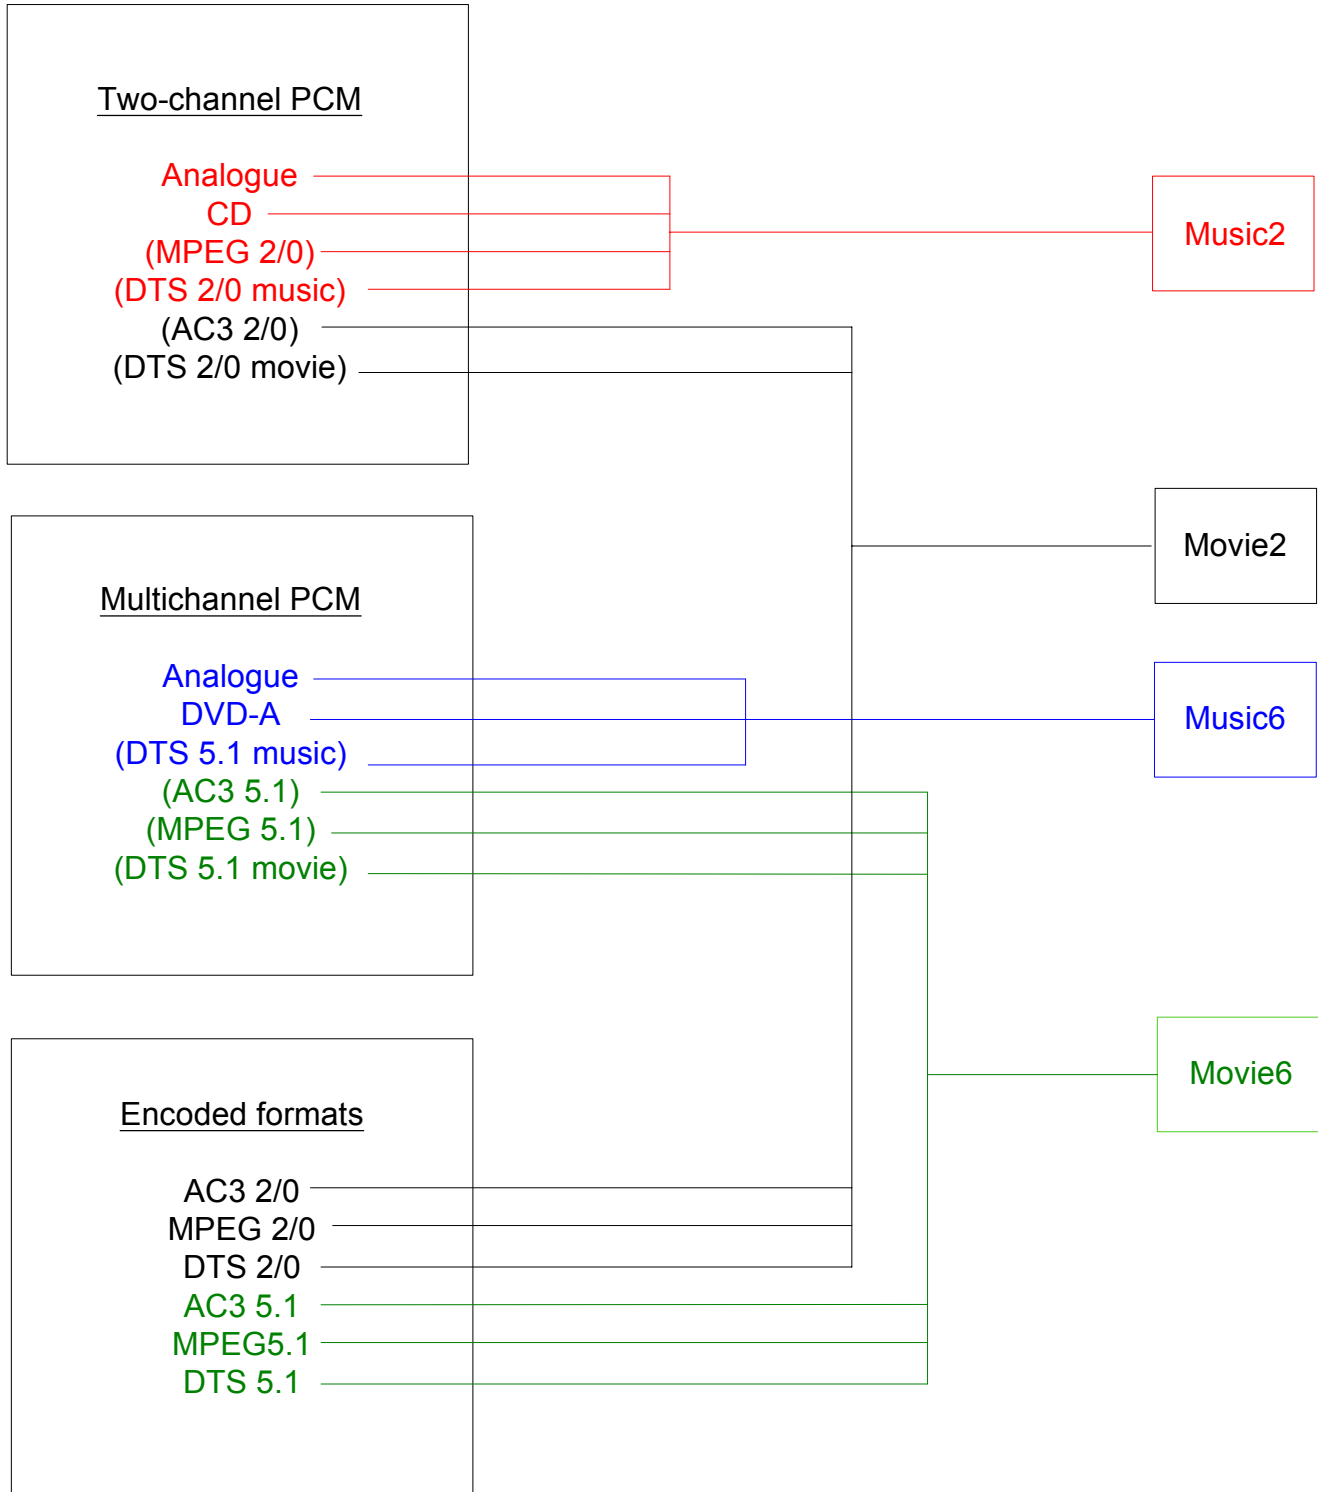 Two-channel PCM
Analogue
CD
(MPEG 2/0)
(DTS 2/0 music)
(AC3 2/0)
(DTS 2/0 movie)
Music2
Movie2
Multichannel PCM
Analogue
DVD-A
(DTS 5.1 music)
(AC3 5.1)
(MPEG 5.1)
(DTS 5.1 movie)
Music6
Movie6
Encoded formats
AC3 2/0
MPEG 2/0
DTS 2/0
AC3 5.1
MPEG5.1
DTS 5.1